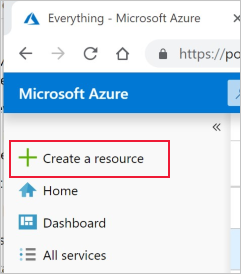 Everything - Microsoft Azure
https://po
Microsoft Azure
«
+ Create a resource
Home
Dashboard
All services